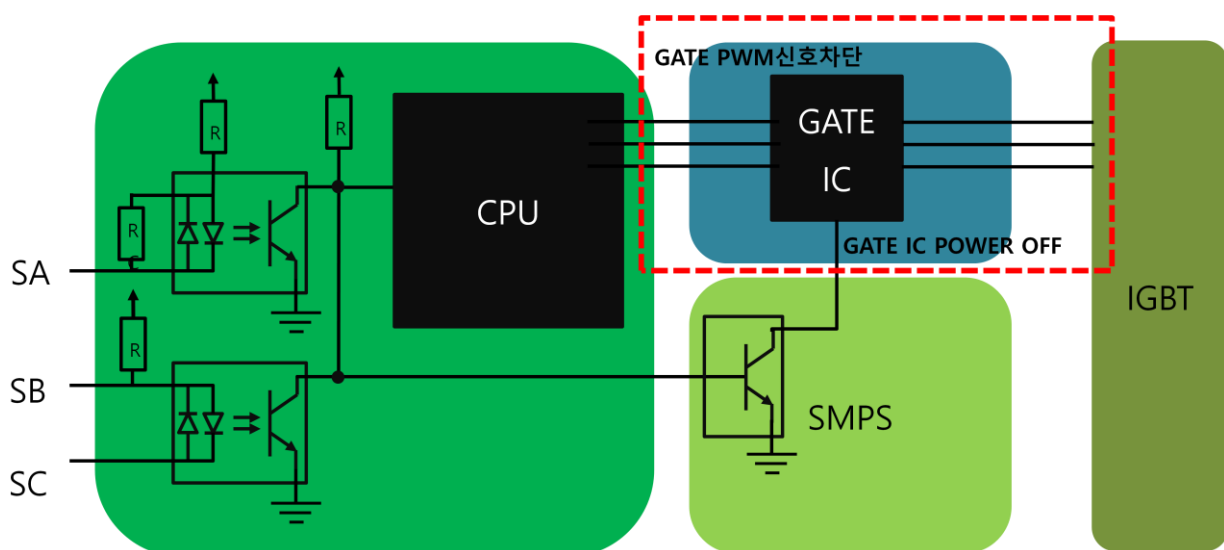 GATE PWM신호차단
R
R
GATE
IC
CPU
R
GATE IC POWER OFF
SA
IGBT
R
SB
SMPS
SC